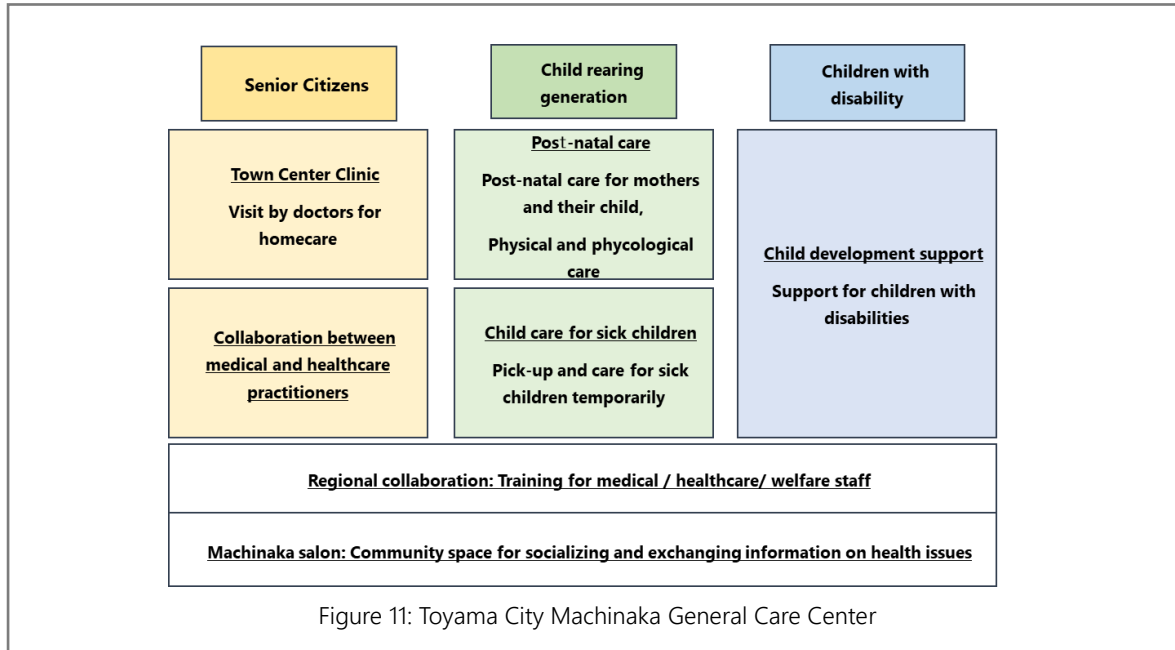 Senior Citizens
Child rearing
generation
Children with
disability
Town Center Clinic
Visit by doctors for
homecare
Collaboration between
medical and healthcare
practitioners
Post-natal care
Post-natal care for mothers
and their child,
Physical and phycological
care
Child care for sick children
Pick-up and care for sick
children temporarily
Child development support
Support for children with
disabilities
Regional collaboration: Training for medical / healthcare/ welfare staff
Machinaka salon: Community space for socializing and exchanging information on health issues
Figure 11: Toyama City Machinaka General Care Center